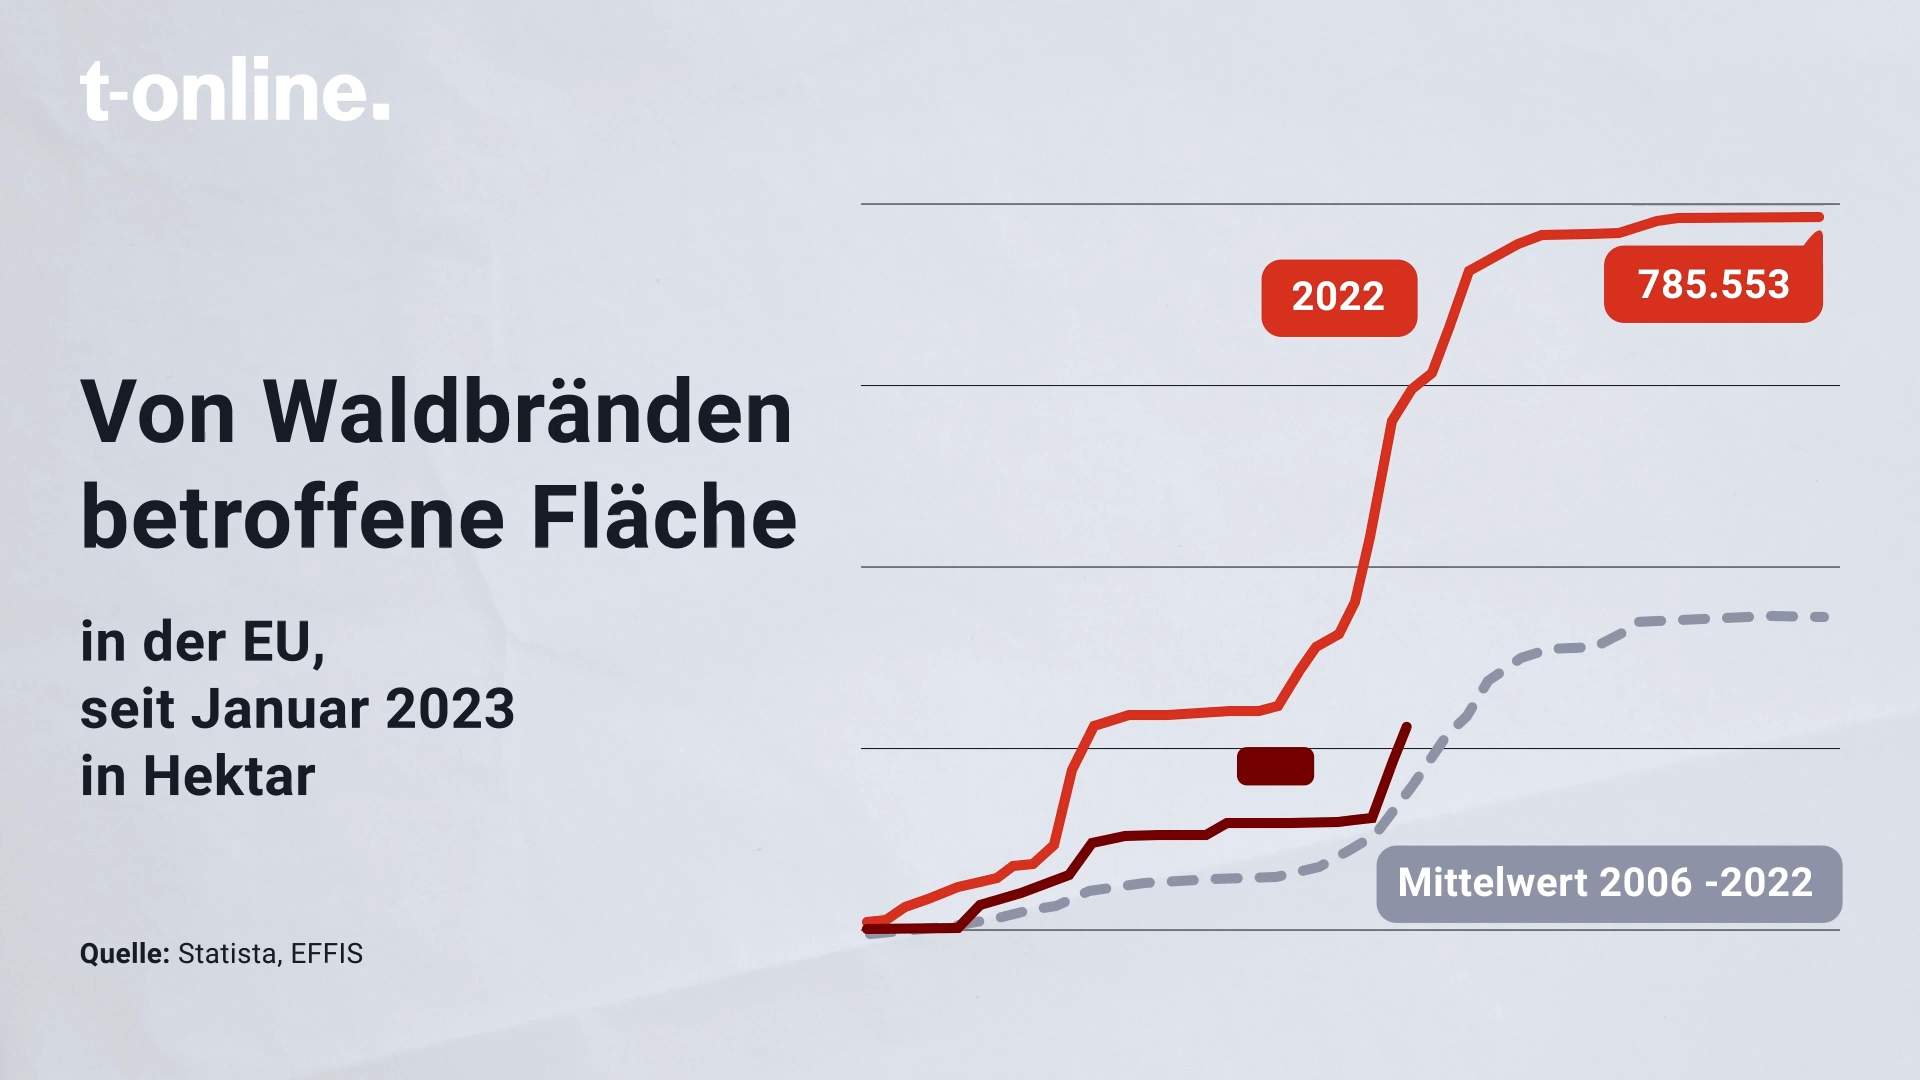 t-online.
Von Waldbränden
betroffene Fläche
in der EU,
seit Januar 2023
in Hektar
2022
785.553
Mittelwert 2006 -2022
Quelle: Statista, EFFIS